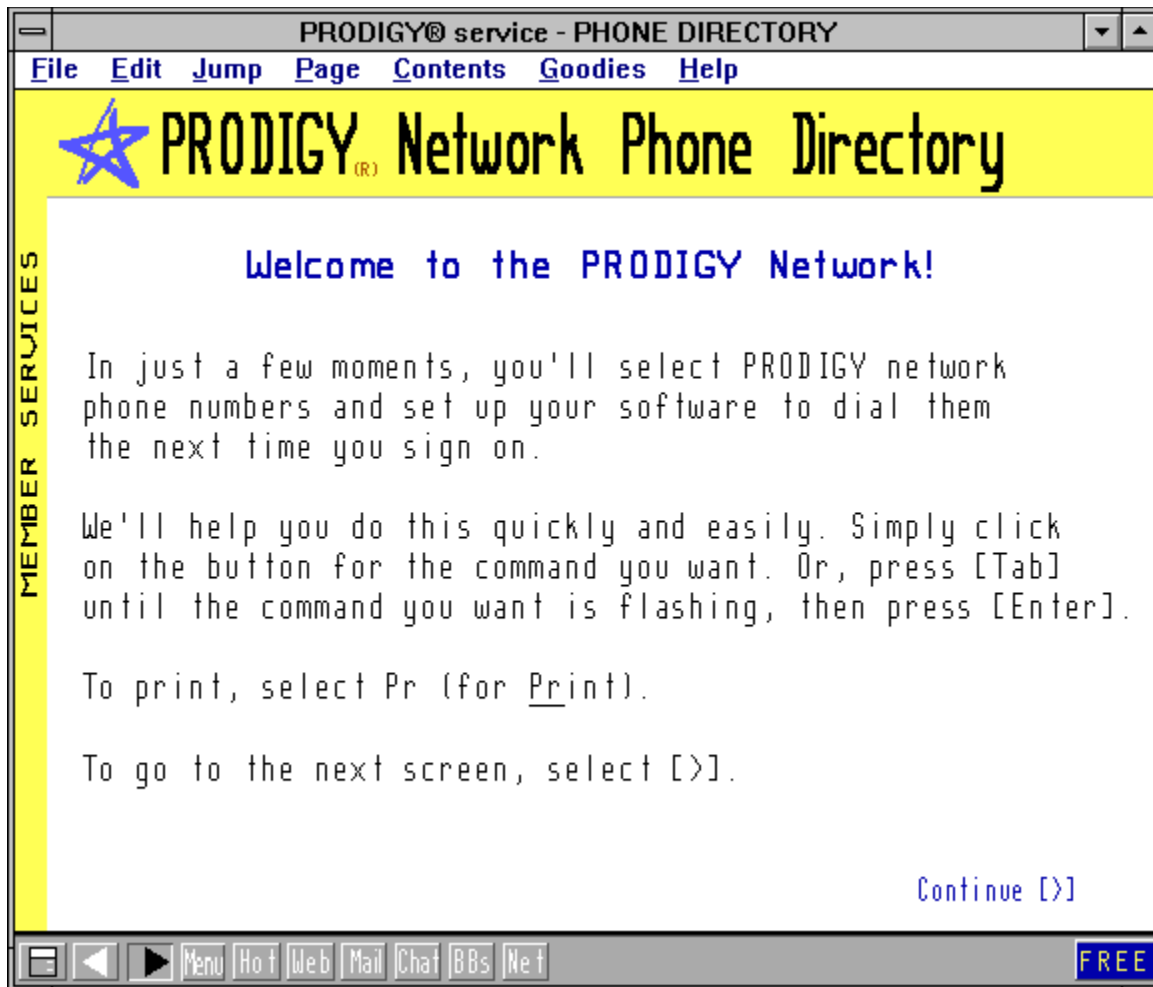 PRODIGY® service - PHONE DIRECTORY
File Edit Jump Page Contents Goodies Help
PRODIGY(R) Network Phone Directory
MEMBER SERVICES
Welcome to the PRODIGY Network!
In just a few moments, you'll select PRODIGY network
phone numbers and set up your software to dial them
the next time you sign on.
We'll help you do this quickly and easily. Simply click
on the button for the command you want. Or, press [Tab]
until the command you want is flashing, then press [Enter].
To print, select Pr (for Print).
To go to the next screen, select [>].
Continue [>]
Menu Hot Web Mail Chat BBs Net FREE